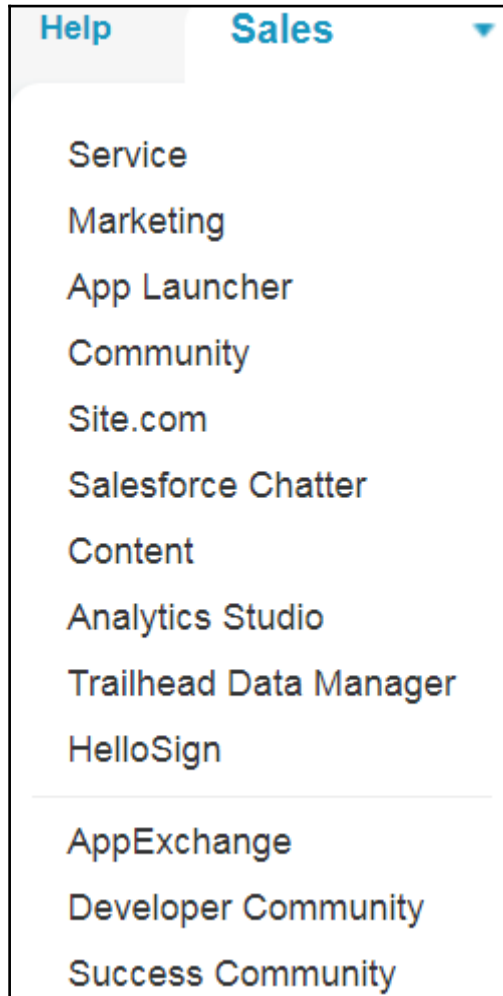 Help Sales
Service
Marketing
App Launcher
Community
Site.com
Salesforce Chatter
Content
Analytics Studio
Trailhead Data Manager
HelloSign
AppExchange
Developer Community
Success Community